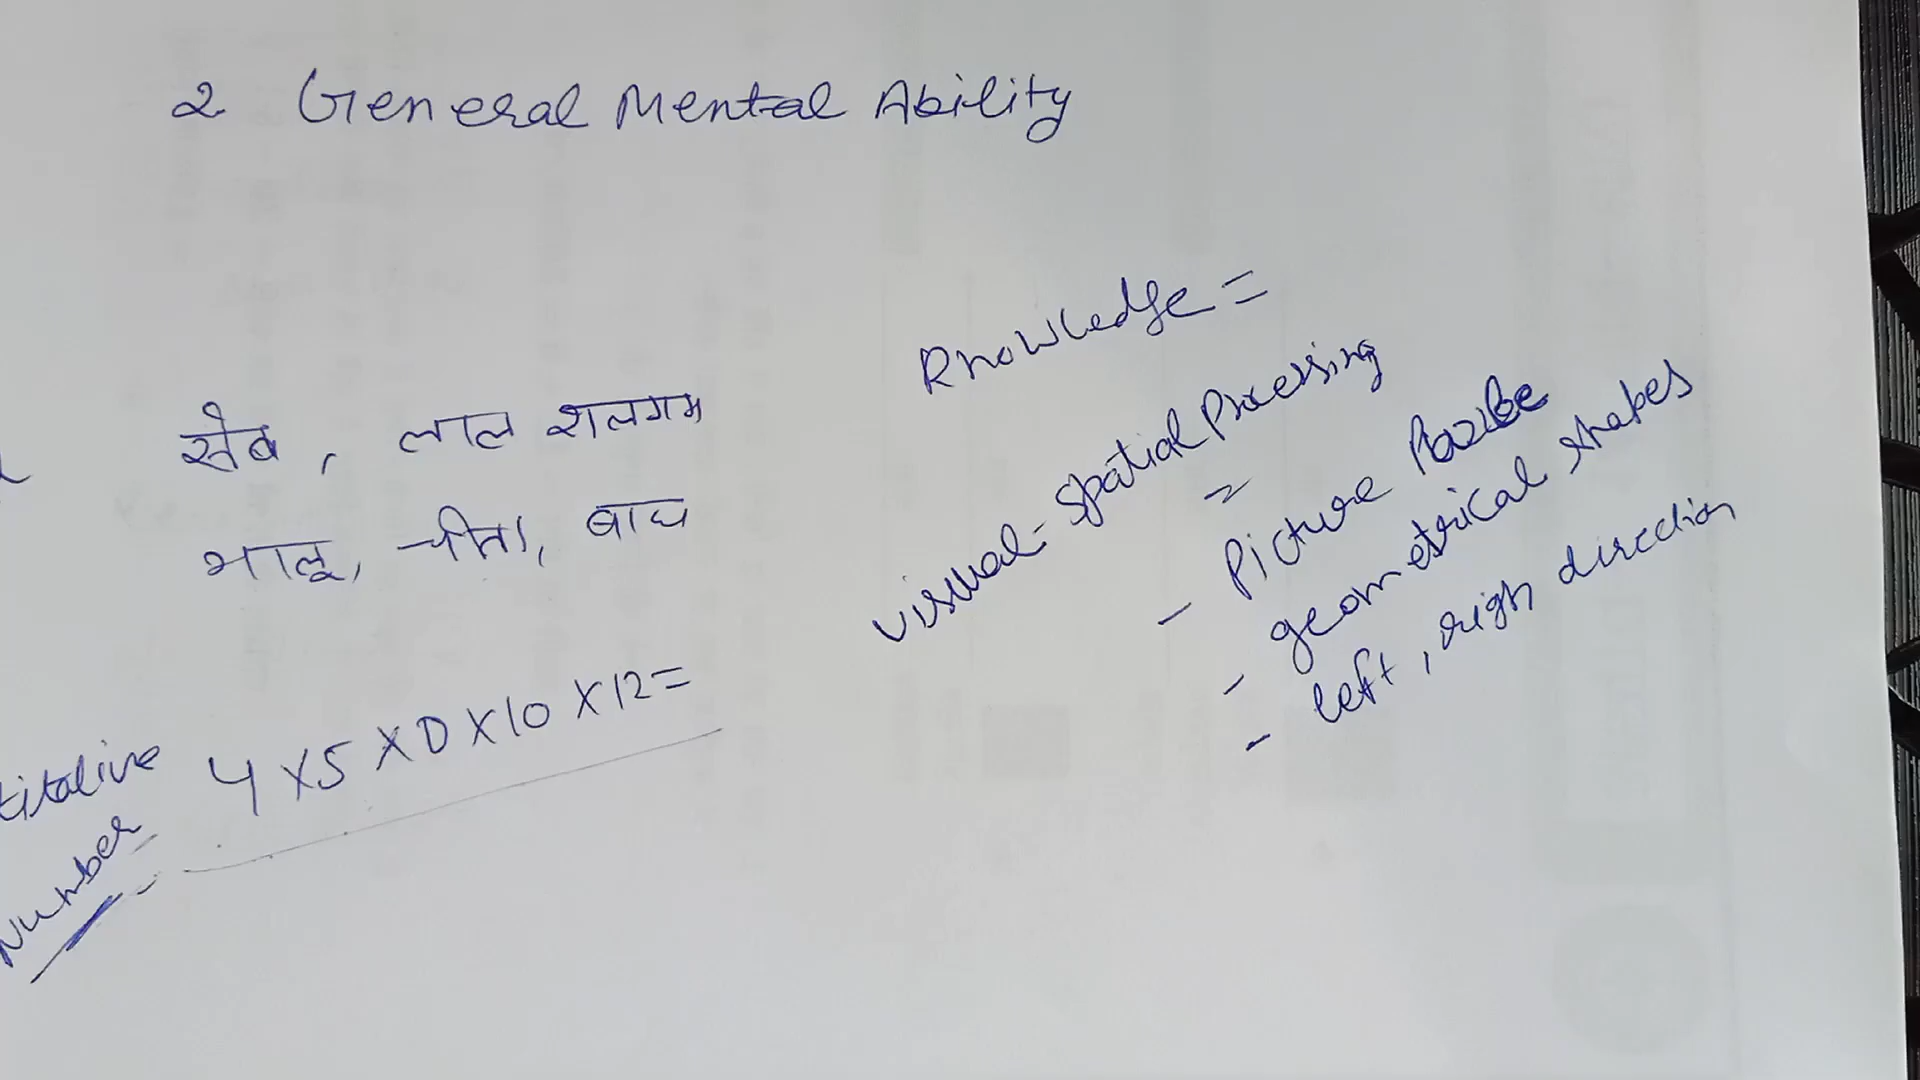 2 General Mental Ability
Knowledge =
सेब, लाल शलगम
भालू, चीता, बाघ
visual-spatial Processing
=
- Picture Pazile
- geometrical shapes
- left, righ direction
titative
Number
4 x 5 x 0 x 10 x 12 =